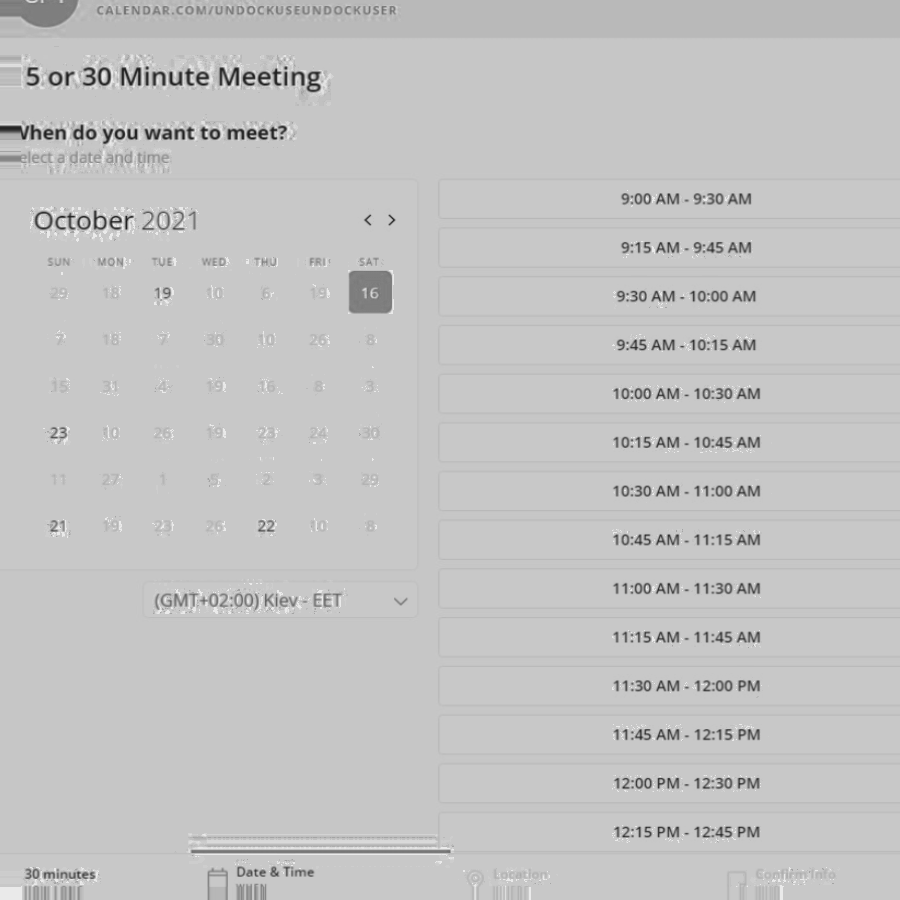 CALENDAR.COM/UNDOCKUSEUNDOCKUSER
5 or 30 Minute Meeting
When do you want to meet?
elect a date and time
October 2021
SUN MON TUE WED THU FRI SAT
29 18 19 10 6 19 16
7 18 7 30 10 26 8
15 31 4 19 16 8 3
23 10 26 19 23 24 30
11 27 1 5 2 3 29
21 19 23 26 22 10 8
(GMT+02:00) Kiev - EET
9:00 AM - 9:30 AM
9:15 AM - 9:45 AM
9:30 AM - 10:00 AM
9:45 AM - 10:15 AM
10:00 AM - 10:30 AM
10:15 AM - 10:45 AM
10:30 AM - 11:00 AM
10:45 AM - 11:15 AM
11:00 AM - 11:30 AM
11:15 AM - 11:45 AM
11:30 AM - 12:00 PM
11:45 AM - 12:15 PM
12:00 PM - 12:30 PM
12:15 PM - 12:45 PM
30 minutes
Date & Time
WHEN
Location
Confirm Info